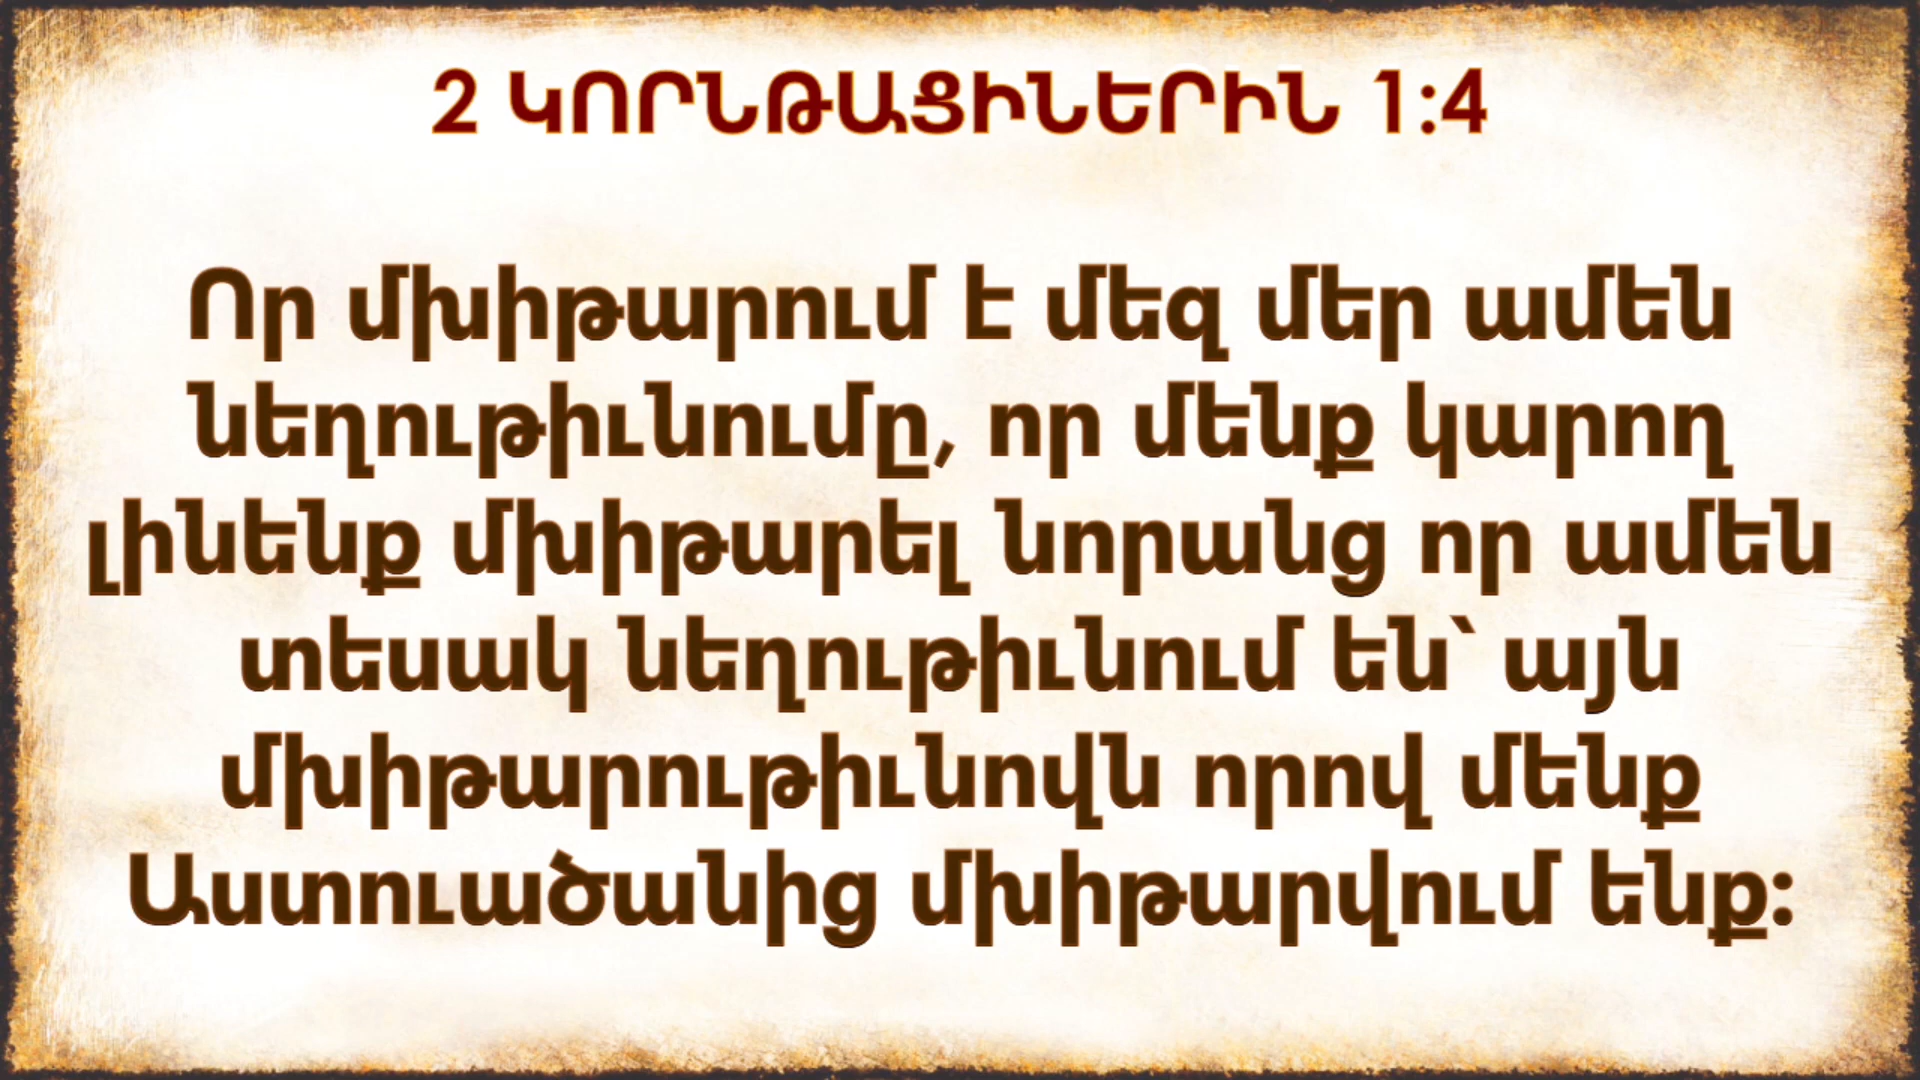 2 ԿՈՐՆԹԱՑԻՆԵՐԻՆ 1:4
Որ մխիթարում է մեզ մեր ամեն
նեղութիւնումը, որ մենք կարող
լինենք մխիթարել նորանց որ ամեն
տեսակ նեղութիւնում են՝ այն
մխիթարութիւնովն որով մենք
Աստուածանից մխիթարվում ենք։